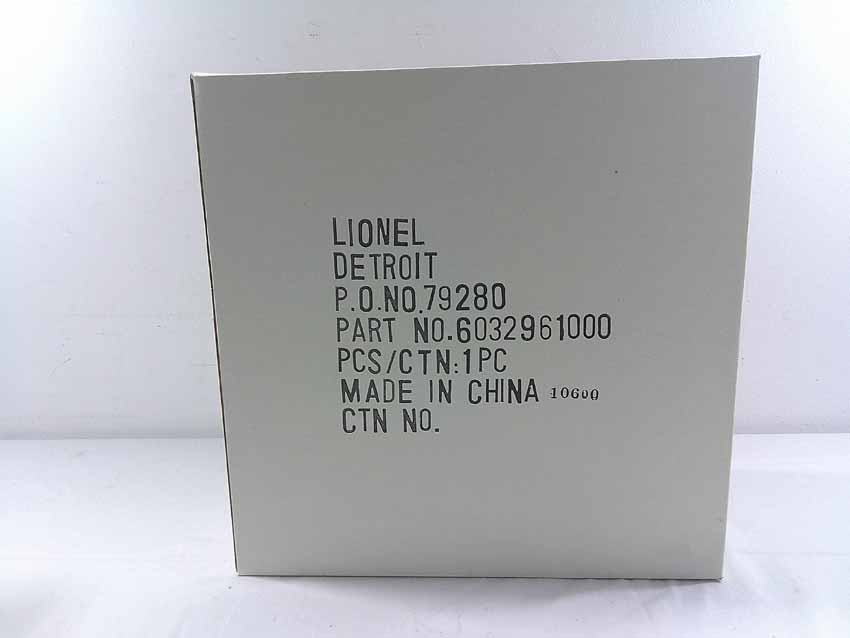 LIONEL
DETROIT
P.O.NO.79280
PART NO.6032961000
PCS/CTN:1PC
MADE IN CHINA 10600
CTN NO.